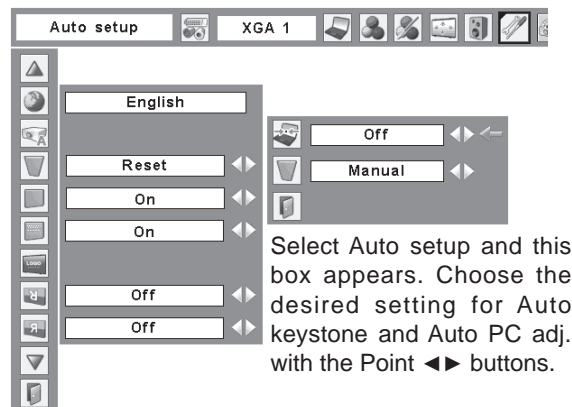 Auto setup
XGA 1
English
Reset
On
On
LOGO
Off
Off
Off
Manual
Select Auto setup and this
box appears. Choose the
desired setting for Auto
keystone and Auto PC adj.
with the Point ◄► buttons.